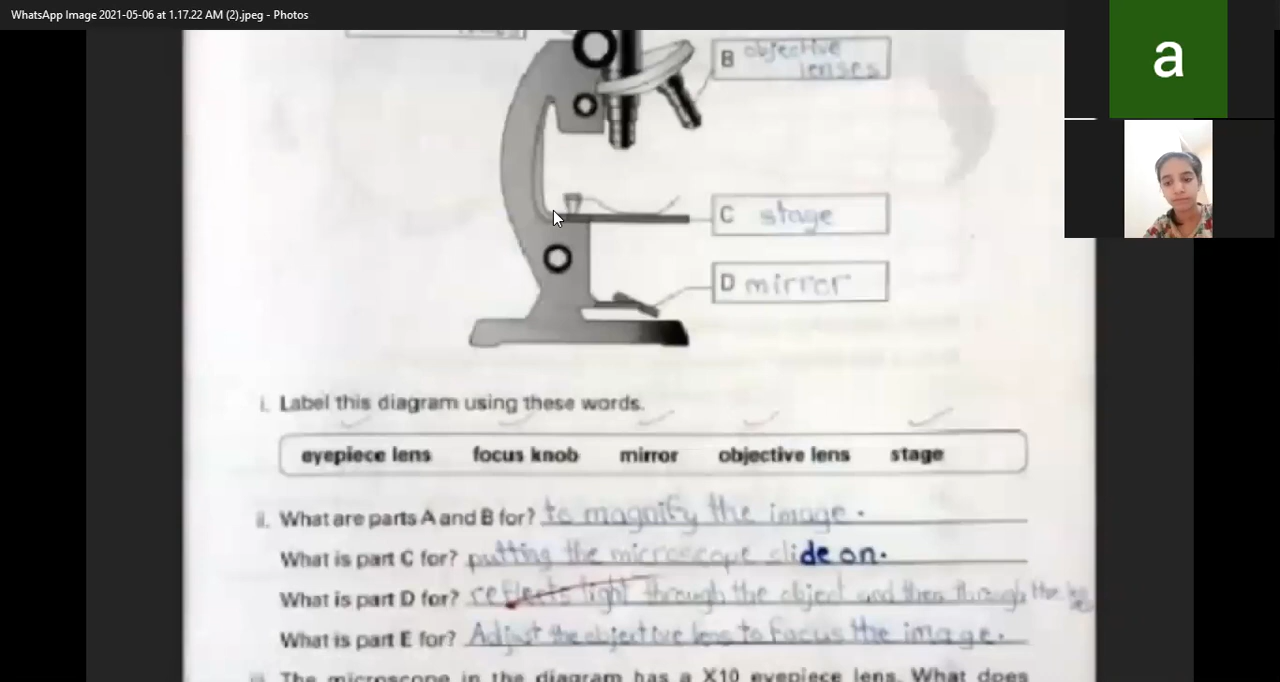 WhatsApp Image 2021-05-06 at 1.17.22 AM (2).jpeg - Photos
a
B objective
lenses
C stage
D mirror
i. Label this diagram using these words.
eyepiece lens focus knob mirror objective lens stage
ii. What are parts A and B for? to magnify the image.
What is part C for? putting the microscope slide on.
What is part D for? reflects light through the object and then through the
What is part E for? Adjust the objective lens to focus the image.
The microscope in the diagram has a X10 eyepiece lens. What does